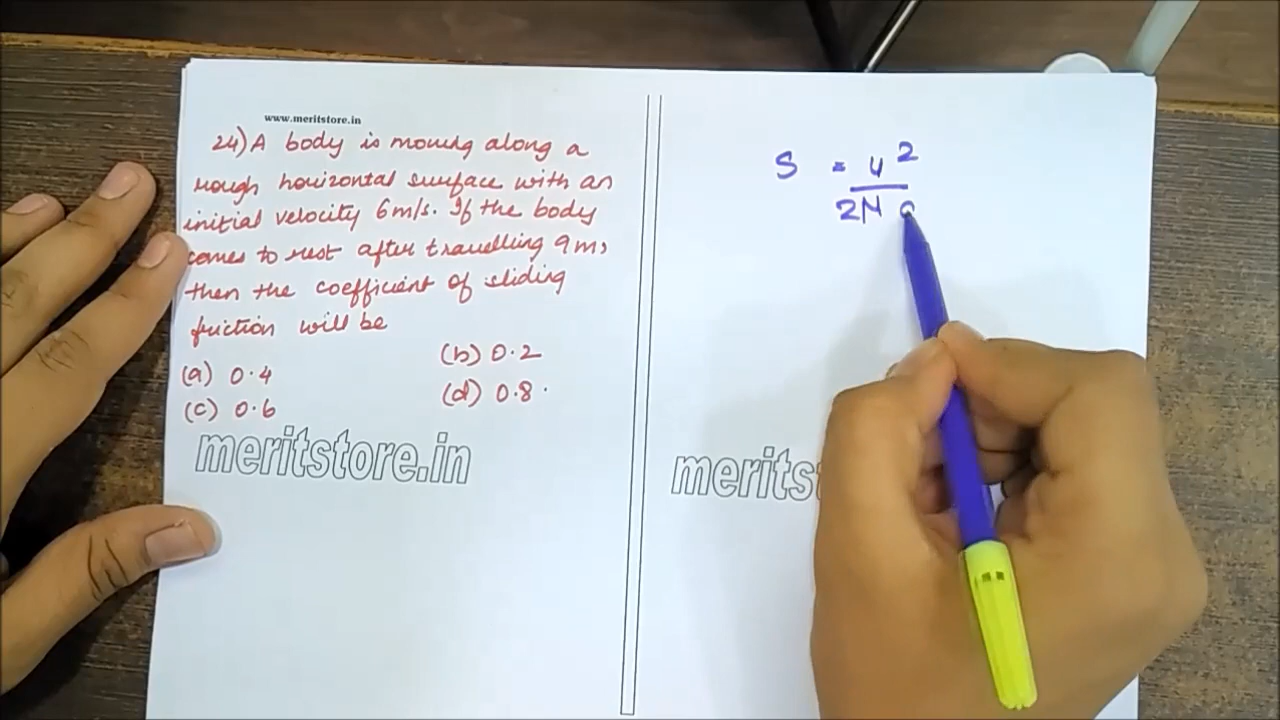 www.meritstore.in
24) A body is moving along a
rough horizontal surface with an
initial velocity 6m/s. If the body
comes to rest after travelling 9m,
then the coefficient of sliding
friction will be
(a) 0.4
(b) 0.2
(c) 0.6
(d) 0.8.
meritstore.in
S = u2
2μ
merits